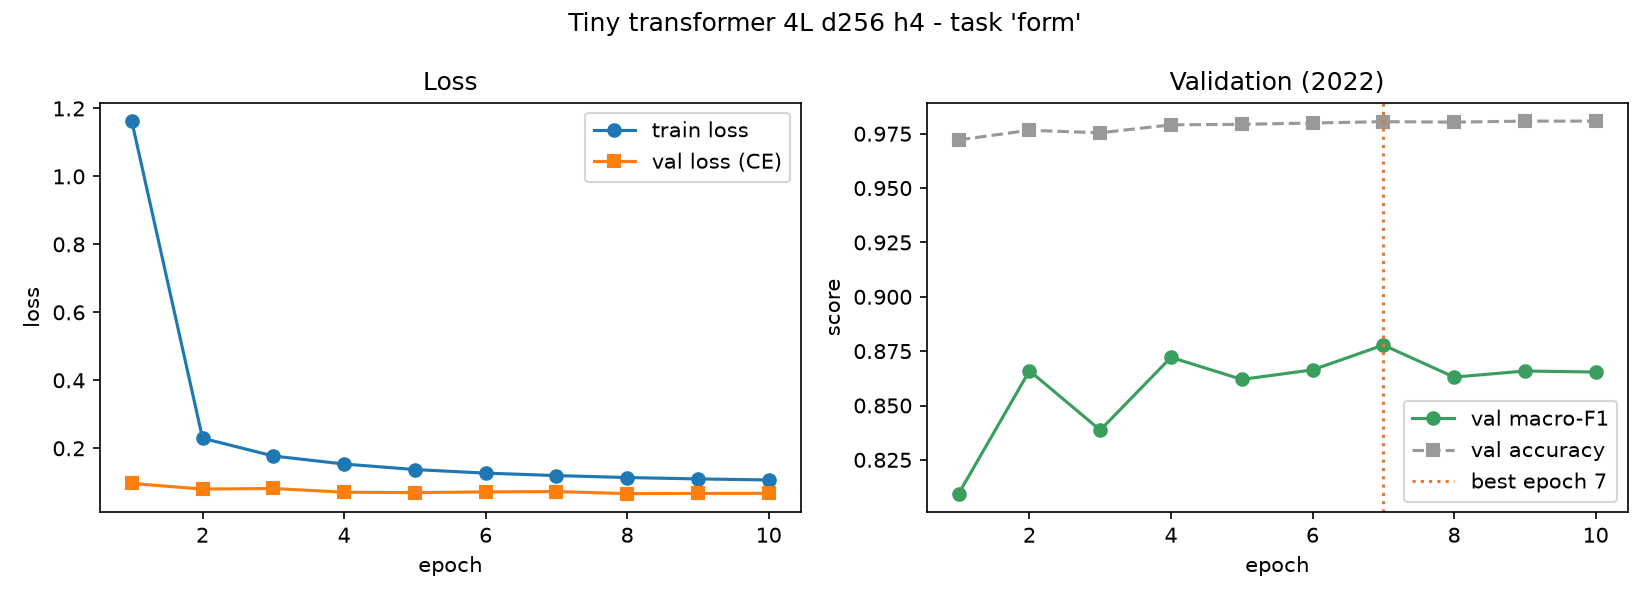 Tiny transformer 4L d256 h4 - task 'form'
Loss
1.2
1.0
0.8
0.6
0.4
0.2
loss
2
4
6
8
10
epoch
train loss
val loss (CE)
Validation (2022)
0.975
0.950
0.925
0.900
0.875
0.850
0.825
score
2
4
6
8
10
epoch
val macro-F1
val accuracy
best epoch 7